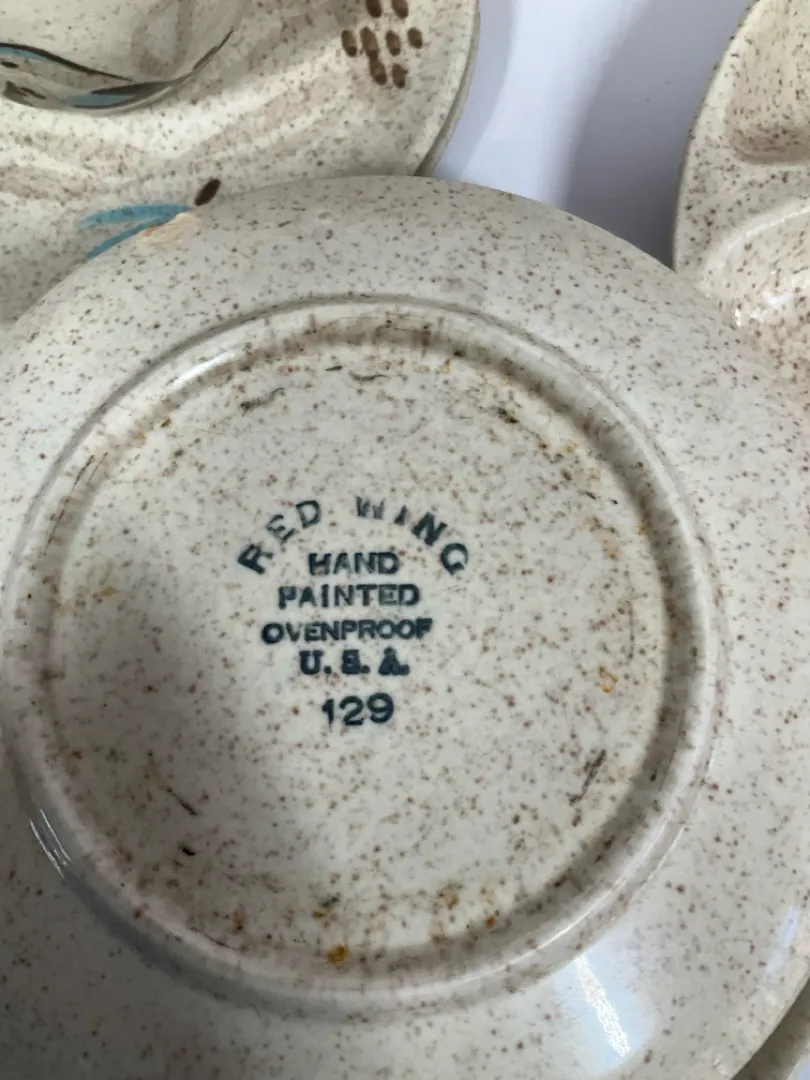 RED WING
HAND
PAINTED
OVENPROOF
U. S. A.
129